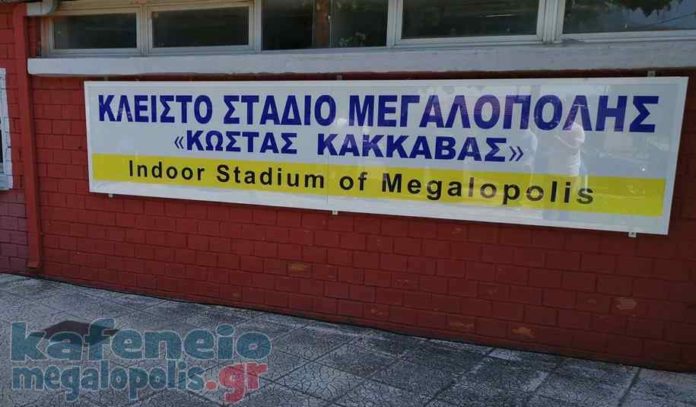 ΚΛΕΙΣΤΟ ΣΤΑΔΙΟ ΜΕΓΑΛΟΠΟΛΗΣ
«ΚΩΣΤΑΣ ΚΑΚΚΑΒΑΣ»
Indoor Stadium of Megalopolis
kafeneio
megalopolis.gr